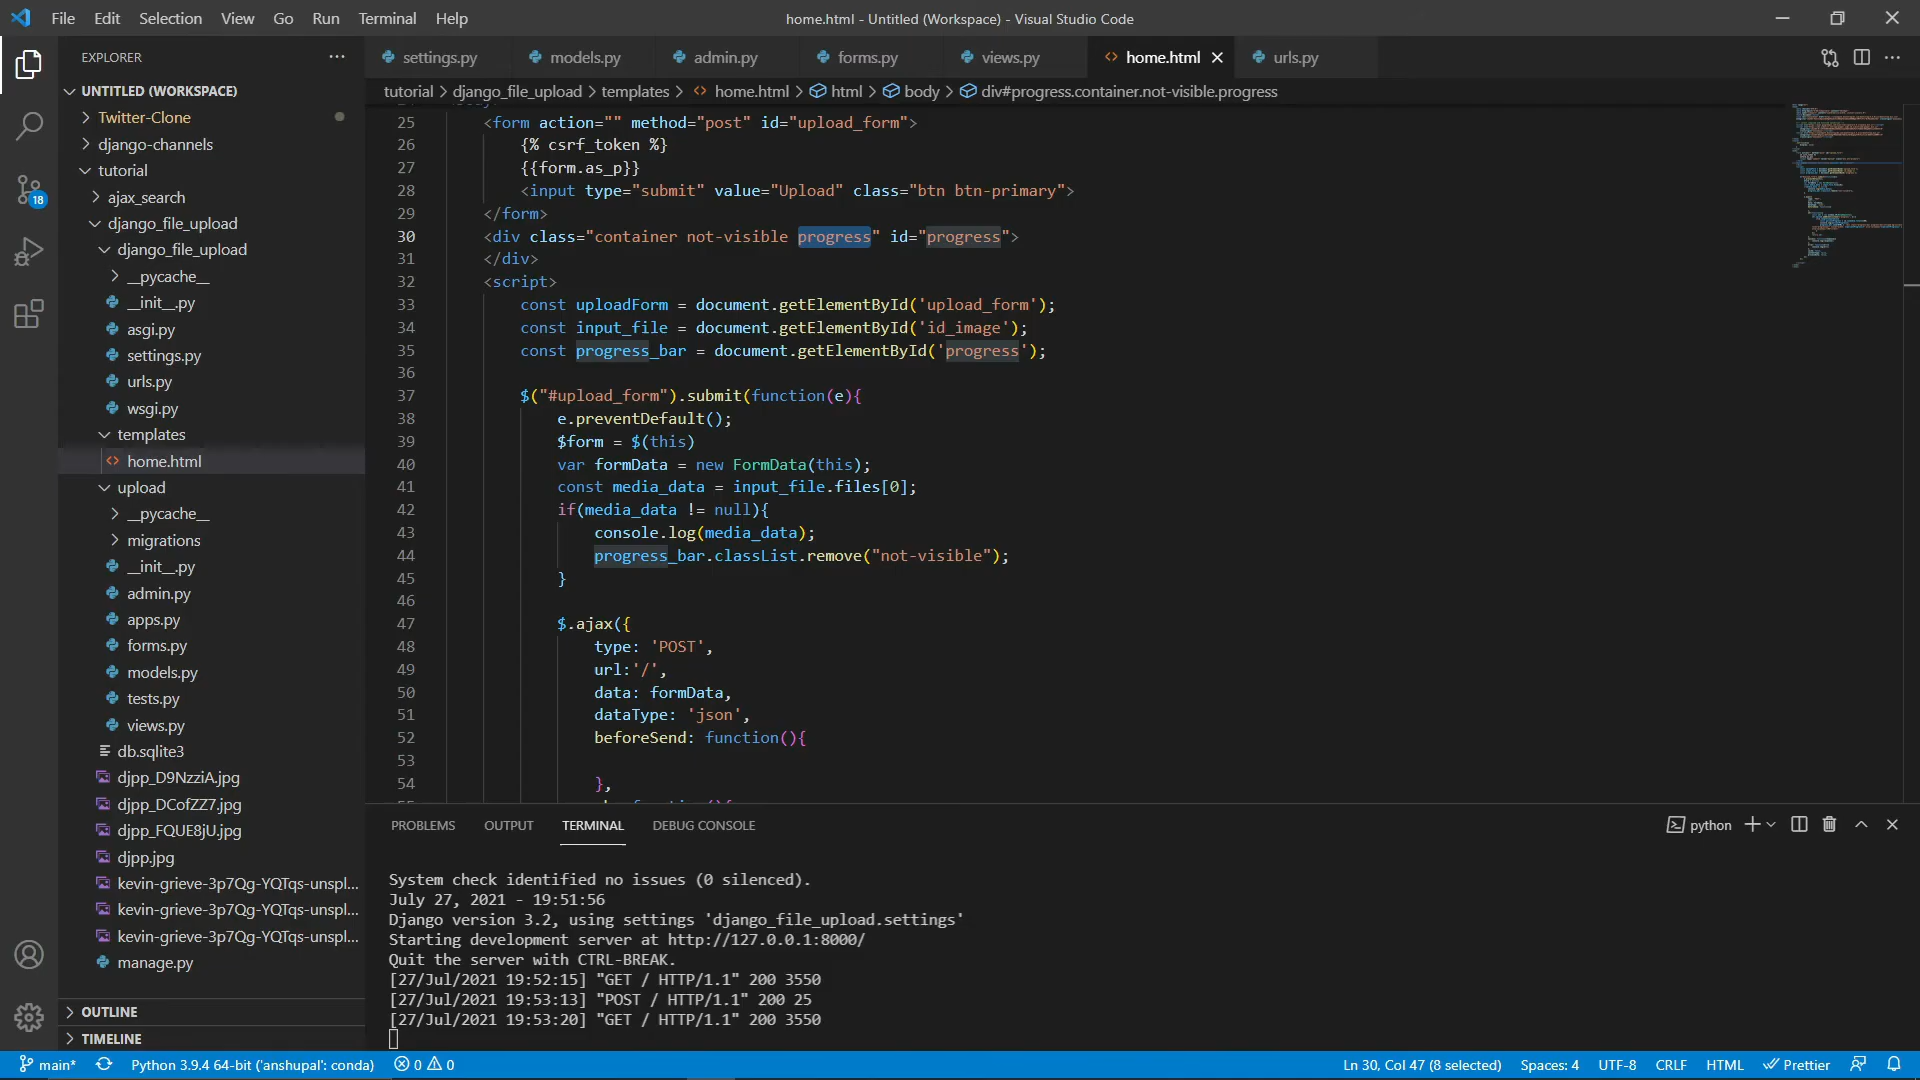 File Edit Selection View Go Run Terminal Help
home.html - Untitled (Workspace) - Visual Studio Code
EXPLORER
settings.py
models.py
admin.py
forms.py
views.py
home.html
urls.py
UNTITLED (WORKSPACE)
tutorial > django_file_upload > templates > home.html > html > body > div#progress.container.not-visible.progress
Twitter-Clone
django-channels
tutorial
ajax_search
django_file_upload
django_file_upload
__pycache__
__init__.py
asgi.py
settings.py
urls.py
wsgi.py
templates
home.html
upload
__pycache__
migrations
__init__.py
admin.py
apps.py
forms.py
models.py
tests.py
views.py
db.sqlite3
djpp_D9NzziA.jpg
djpp_DCofZZ7.jpg
djpp_FQUE8jU.jpg
djpp.jpg
kevin-grieve-3p7Qg-YQTqs-unspl...
kevin-grieve-3p7Qg-YQTqs-unspl...
kevin-grieve-3p7Qg-YQTqs-unspl...
manage.py
OUTLINE
TIMELINE
18
25 <form action="" method="post" id="upload_form">
26 {% csrf_token %}
27 {{form.as_p}}
28 <input type="submit" value="Upload" class="btn btn-primary">
29 </form>
30 <div class="container not-visible progress" id="progress">
31 </div>
32 <script>
33 const uploadForm = document.getElementById('upload_form');
34 const input_file = document.getElementById('id_image');
35 const progress_bar = document.getElementById('progress');
36
37 $("#upload_form").submit(function(e){
38 e.preventDefault();
39 $form = $(this)
40 var formData = new FormData(this);
41 const media_data = input_file.files[0];
42 if(media_data != null){
43 console.log(media_data);
44 progress_bar.classList.remove("not-visible");
45 }
46
47 $.ajax({
48 type: 'POST',
49 url:'/',
50 data: formData,
51 dataType: 'json',
52 beforeSend: function(){
53
54 },
PROBLEMS OUTPUT TERMINAL DEBUG CONSOLE
python
System check identified no issues (0 silenced).
July 27, 2021 - 19:51:56
Django version 3.2, using settings 'django_file_upload.settings'
Starting development server at http://127.0.0.1:8000/
Quit the server with CTRL-BREAK.
[27/Jul/2021 19:52:15] "GET / HTTP/1.1" 200 3550
[27/Jul/2021 19:53:13] "POST / HTTP/1.1" 200 25
[27/Jul/2021 19:53:20] "GET / HTTP/1.1" 200 3550
main* Python 3.9.4 64-bit ('anshupal': conda) 0 0 Ln 30, Col 47 (8 selected) Spaces: 4 UTF-8 CRLF HTML Prettier